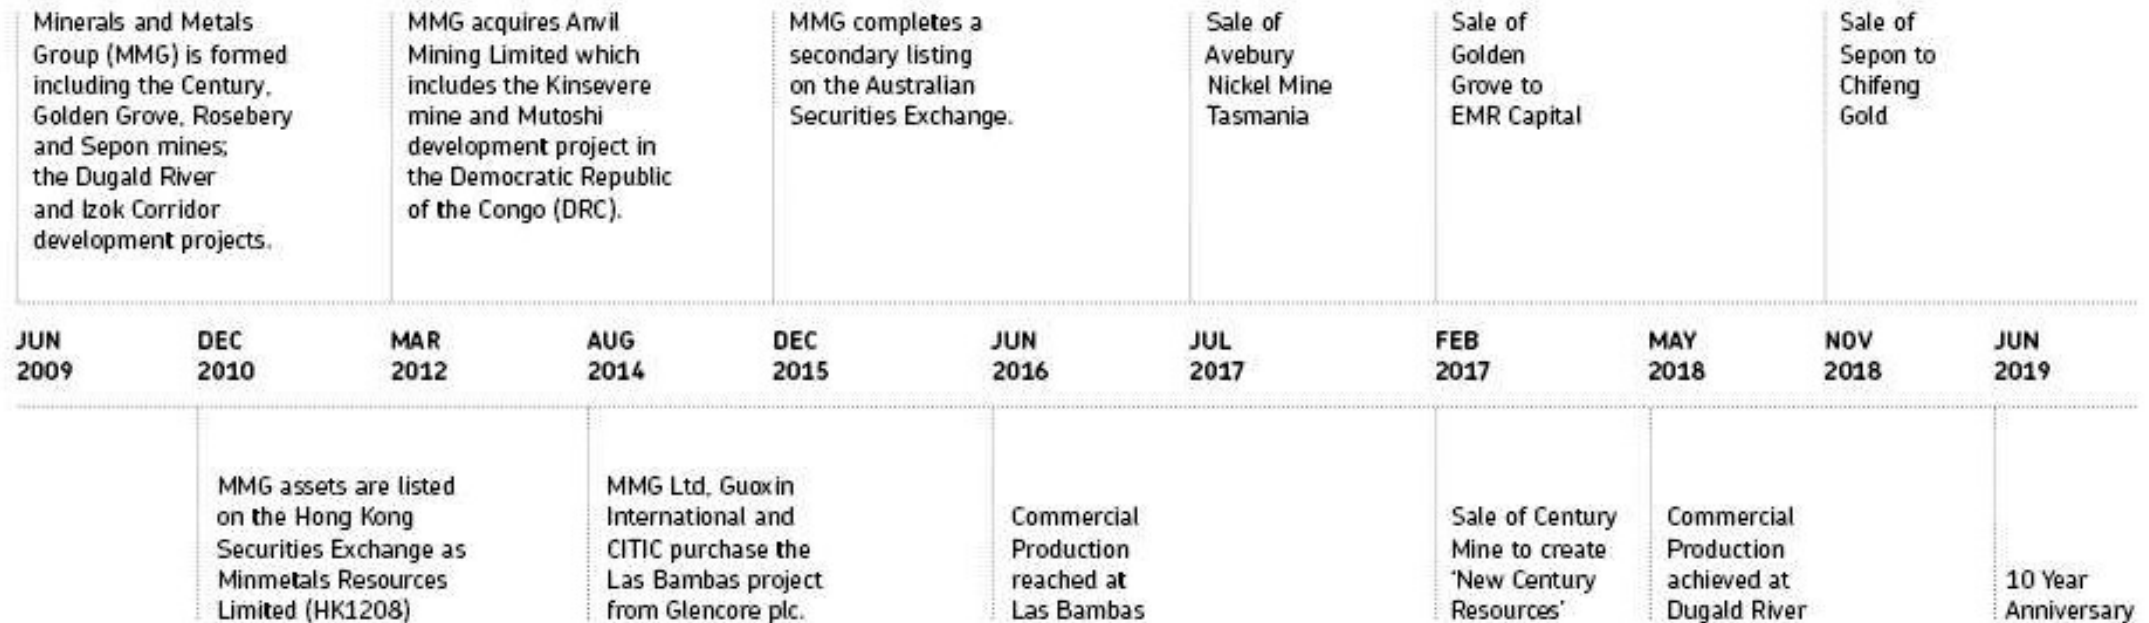 Minerals and Metals
Group (MMG) is formed
including the Century,
Golden Grove, Rosebery
and Sepon mines;
the Dugald River
and Izok Corridor
development projects.
MMG acquires Anvil
Mining Limited which
includes the Kinsevere
mine and Mutoshi
development project in
the Democratic Republic
of the Congo (DRC).
MMG completes a
secondary listing
on the Australian
Securities Exchange.
Sale of
Avebury
Nickel Mine
Tasmania
Sale of
Golden
Grove to
EMR Capital
Sale of
Sepon to
Chifeng
Gold
JUN
2009
DEC
2010
MAR
2012
AUG
2014
DEC
2015
JUN
2016
JUL
2017
FEB
2017
MAY
2018
NOV
2018
JUN
2019
MMG assets are listed
on the Hong Kong
Securities Exchange as
Minmetals Resources
Limited (HK1208)
MMG Ltd, Guoxin
International and
CITIC purchase the
Las Bambas project
from Glencore plc.
Commercial
Production
reached at
Las Bambas
Sale of Century
Mine to create
'New Century
Resources'
Commercial
Production
achieved at
Dugald River
10 Year
Anniversary